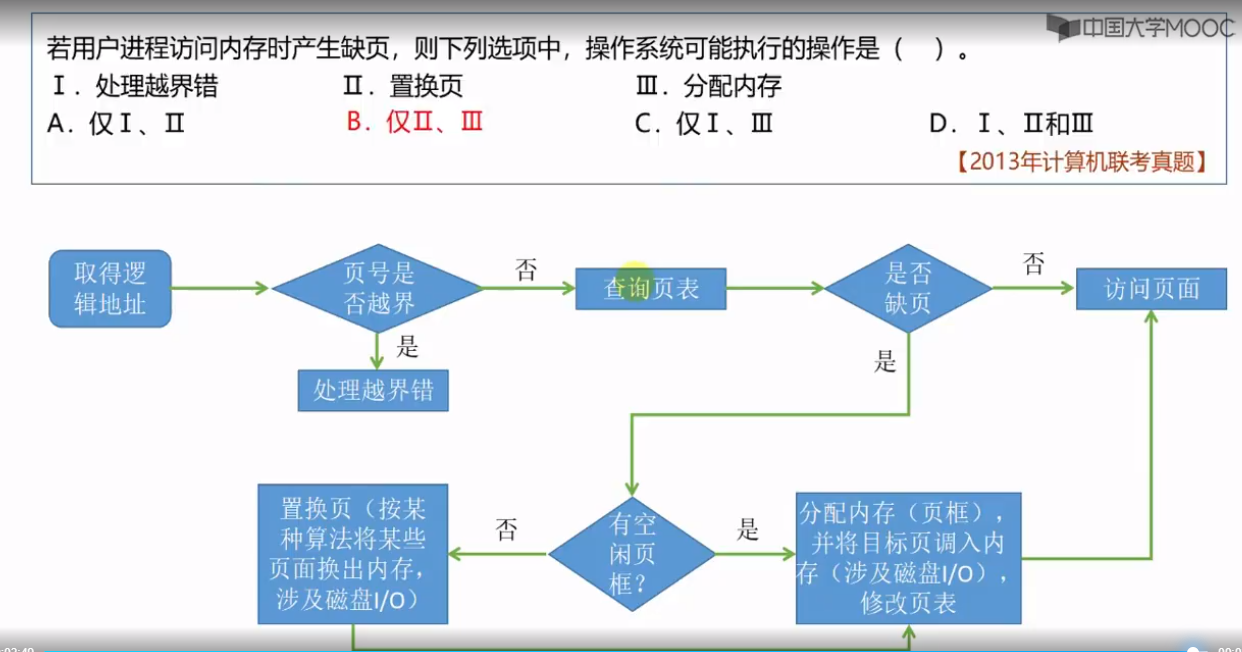 中国大学MOOC
若用户进程访问内存时产生缺页，则下列选项中，操作系统可能执行的操作是（　）。
Ⅰ．处理越界错　Ⅱ．置换页　Ⅲ．分配内存
A．仅Ⅰ、Ⅱ　B．仅Ⅱ、Ⅲ　C．仅Ⅰ、Ⅲ　D．Ⅰ、Ⅱ和Ⅲ
【2013年计算机联考真题】
取得逻
辑地址
页号是
否越界
否
查询页表
是否
缺页
否
访问页面
是
处理越界错
是
置换页（按某
种算法将某些
页面换出内存，
涉及磁盘I/O）
否
有空
闲页
框？
是
分配内存（页框），
并将目标页调入内
存（涉及磁盘I/O），
修改页表